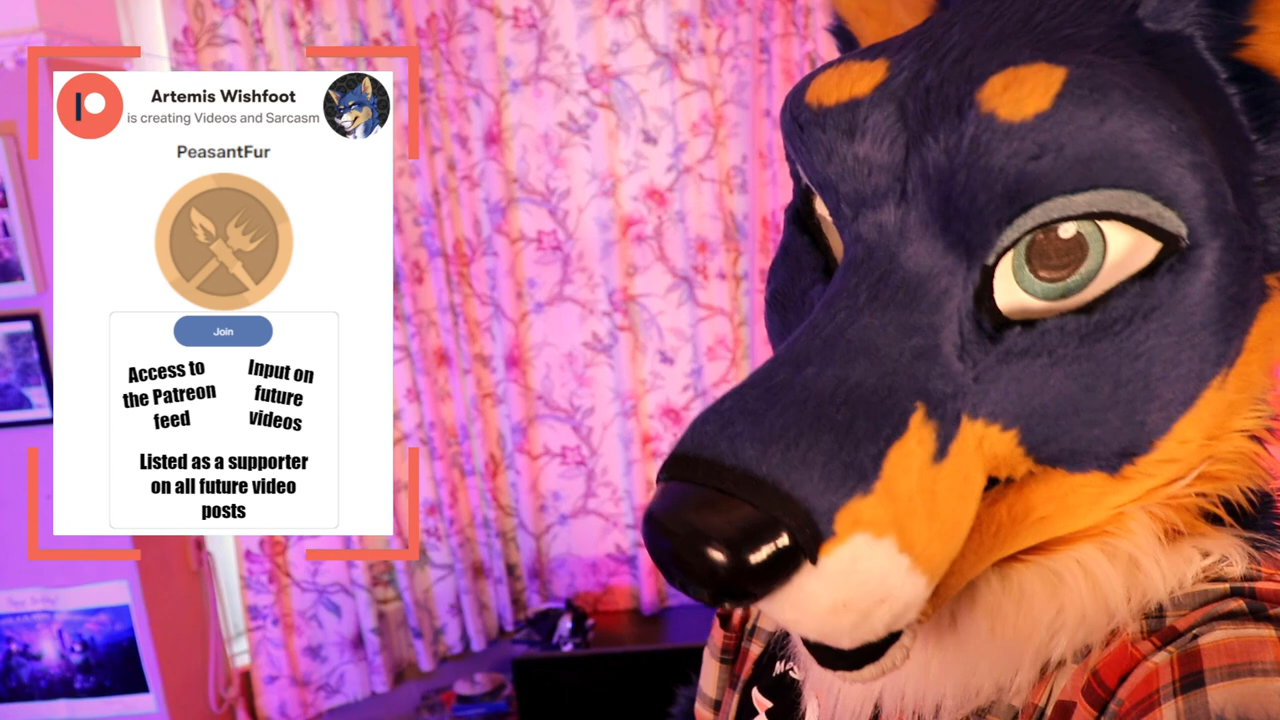 Artemis Wishfoot
is creating Videos and Sarcasm
PeasantFur
Join
Access to
the Patreon
feed
Input on
future
videos
Listed as a supporter
on all future video
posts